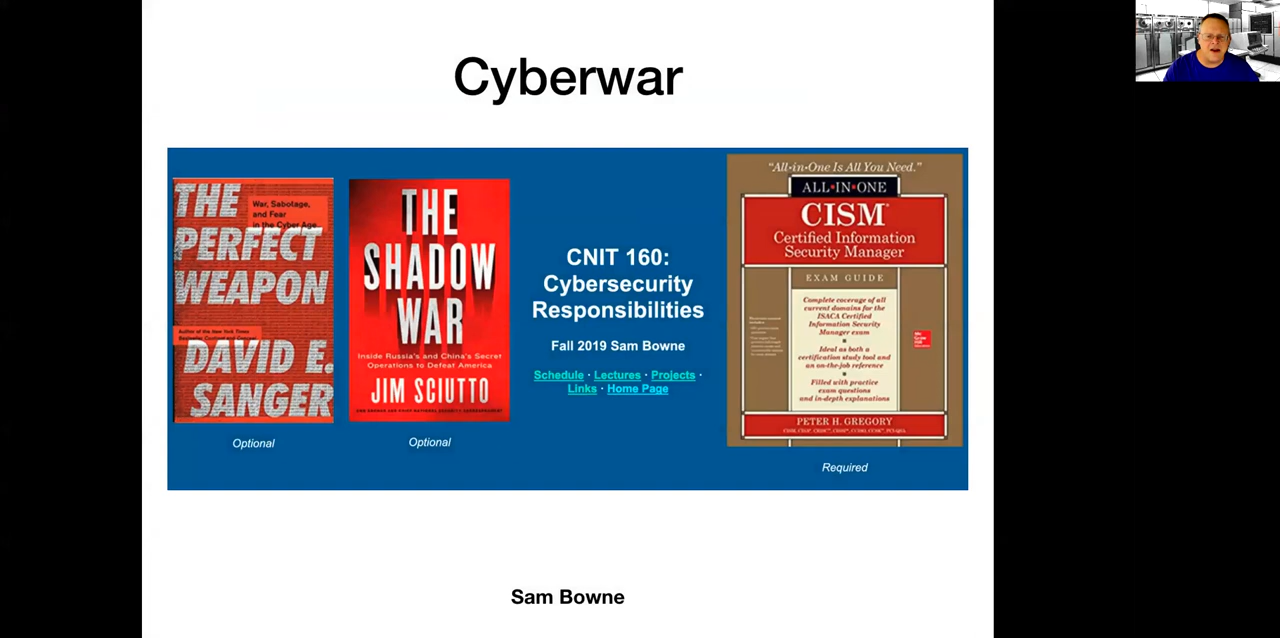 Cyberwar
THE
PERFECT
WEAPON
War, Sabotage,
and Fear
in the Cyber Age
DAVID E.
SANGER
Optional
THE
SHADOW
WAR
Inside Russia's and China's Secret
Operations to Defeat America
JIM SCIUTTO
Optional
CNIT 160:
Cybersecurity
Responsibilities
Fall 2019 Sam Bowne
Schedule · Lectures · Projects ·
Links · Home Page
"All-in-One Is All You Need."
ALL·IN·ONE
CISM®
Certified Information
Security Manager
EXAM GUIDE
Complete coverage of all
current domains for the
ISACA Certified
Information Security
Manager exam
Ideal as both a
certification study tool and
an on-the-job reference
Filled with practice
exam questions
and in-depth explanations
PETER H. GREGORY
Required
Sam Bowne